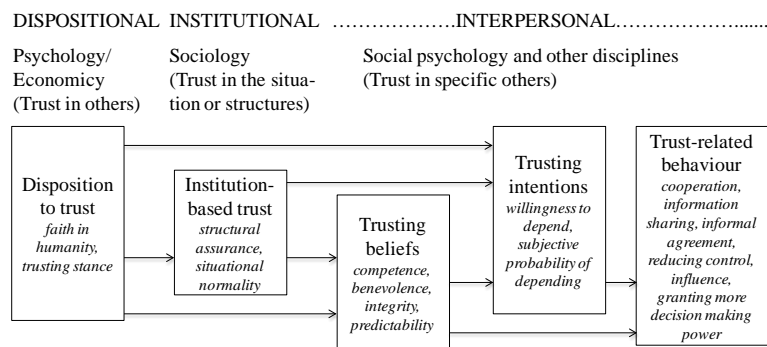 DISPOSITIONAL INSTITUTIONAL ………………...INTERPERSONAL………………….......
Psychology/
Economicy
(Trust in others)
Sociology
(Trust in the situa-
tion or structures)
Social psychology and other disciplines
(Trust in specific others)
Disposition
to trust
faith in
humanity,
trusting stance
Institution-
based trust
structural
assurance,
situational
normality
Trusting
beliefs
competence,
benevolence,
integrity,
predictability
Trusting
intentions
willingness to
depend,
subjective
probability of
depending
Trust-related
behaviour
cooperation,
information
sharing, informal
agreement,
reducing control,
influence,
granting more
decision making
power